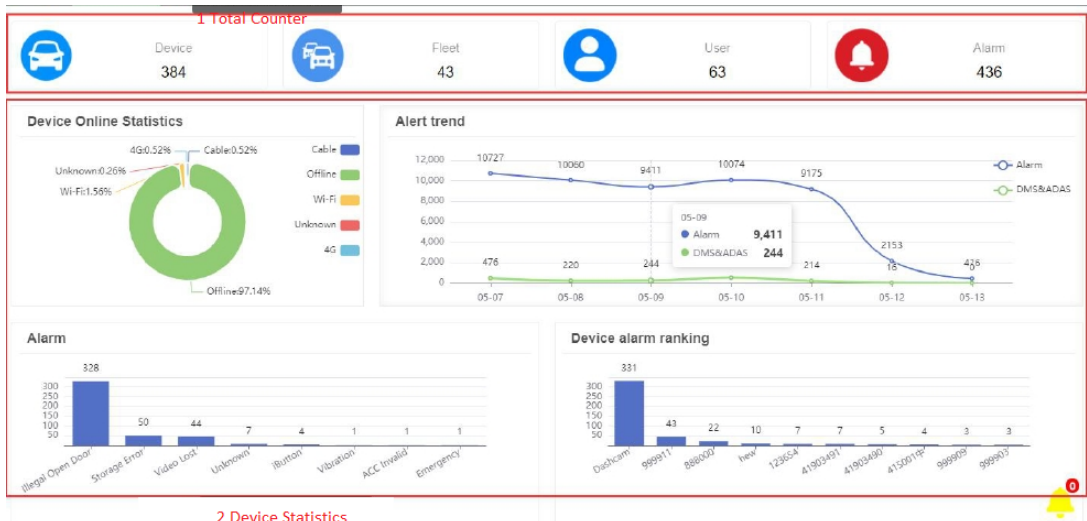 1 Total Counter
Device
384
Fleet
43
User
63
Alarm
436
Device Online Statistics
4G:0.52%
Cable:0.52%
Unknown:0.26%
Wi-Fi:1.56%
Offline:97.14%
Cable
Offline
Wi-Fi
Unknown
4G
Alert trend
12,000
10,000
8,000
6,000
4,000
2,000
0
10727
10060
9411
10074
9175
2153
476
220
244
214
16
0
05-07
05-08
05-09
05-10
05-11
05-12
05-13
Alarm
DMS&ADAS
05-09
Alarm 9,411
DMS&ADAS 244
Alarm
300
250
200
150
100
50
328
50
44
7
4
1
1
1
Illegal Open Door
Storage Error
Video Lost
Unknown
iButton
Vibration
ACC Invalid
Emergency
Device alarm ranking
300
250
200
150
100
50
331
43
22
10
7
7
5
4
3
3
Dashcam
999911
888000
hew
123654
41903491
41903490
999909
999903
0
2 Device Statistics